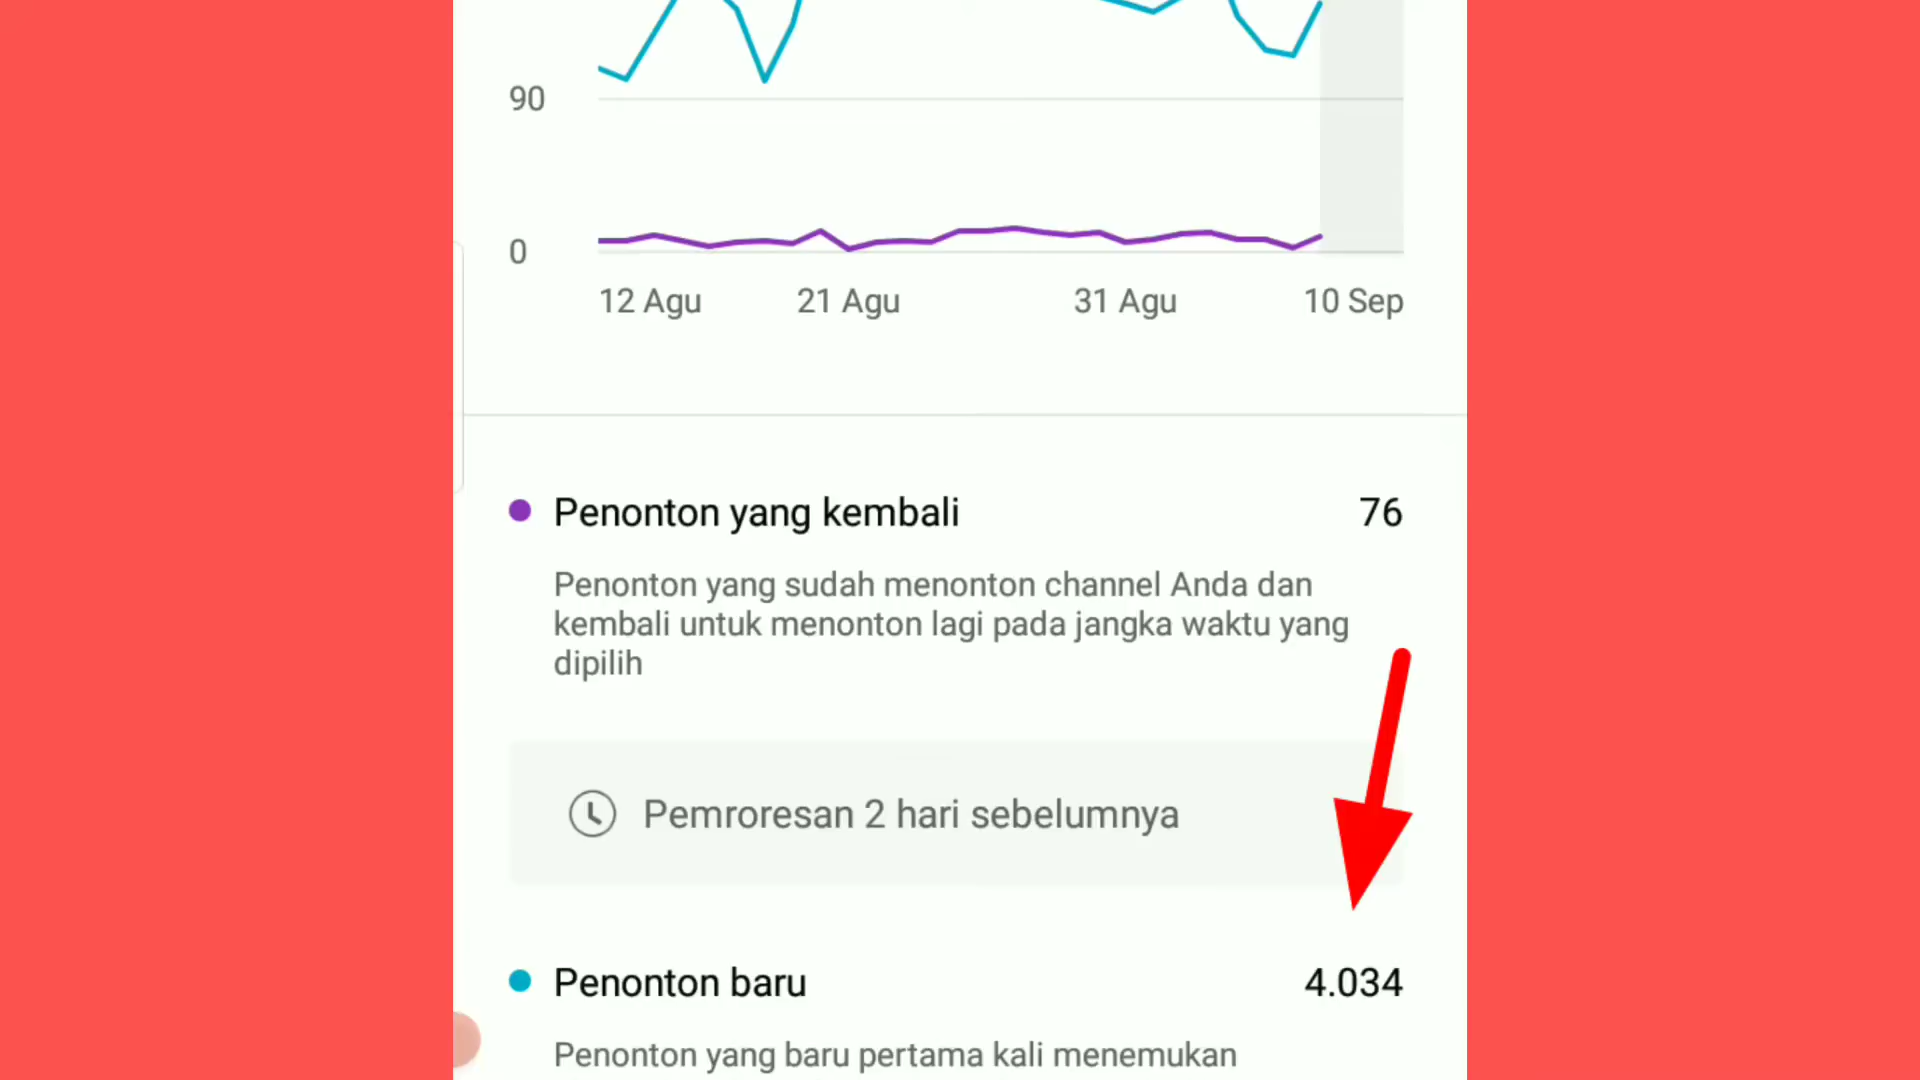 90
0
12 Agu 21 Agu 31 Agu 10 Sep
Penonton yang kembali 76
Penonton yang sudah menonton channel Anda dan
kembali untuk menonton lagi pada jangka waktu yang
dipilih
Pemroresan 2 hari sebelumnya
Penonton baru 4.034
Penonton yang baru pertama kali menemukan